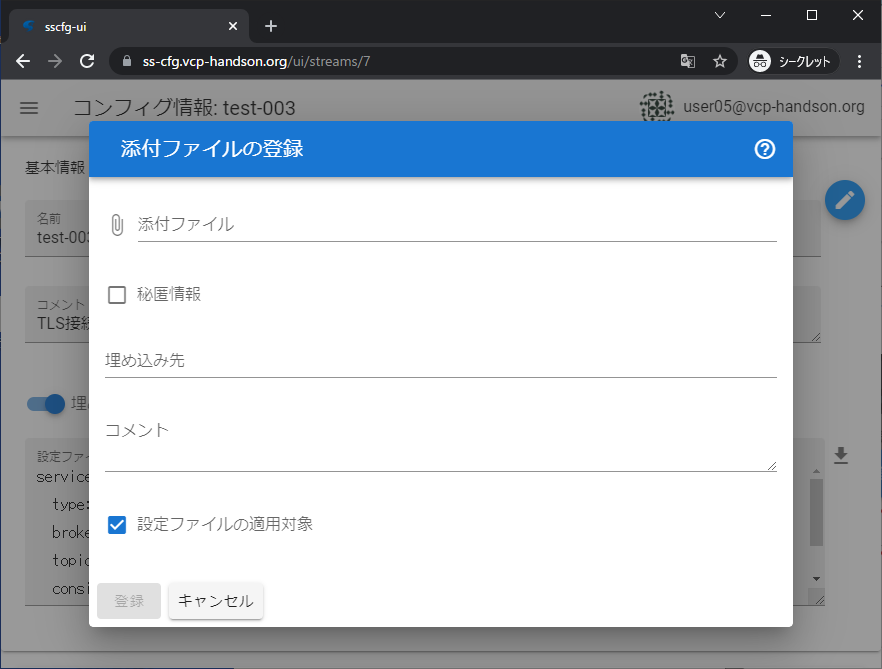 sscfg-ui
ss-cfg.vcp-handson.org/ui/streams/7
シークレット
コンフィグ情報: test-003
user05@vcp-handson.org
添付ファイルの登録
基本情報
添付ファイル
名前
test-003
秘匿情報
コメント
TLS接続
埋め込み先
埋め
コメント
設定ファイ
service
type:
broke
topic
consu
設定ファイルの適用対象
登録
キャンセル